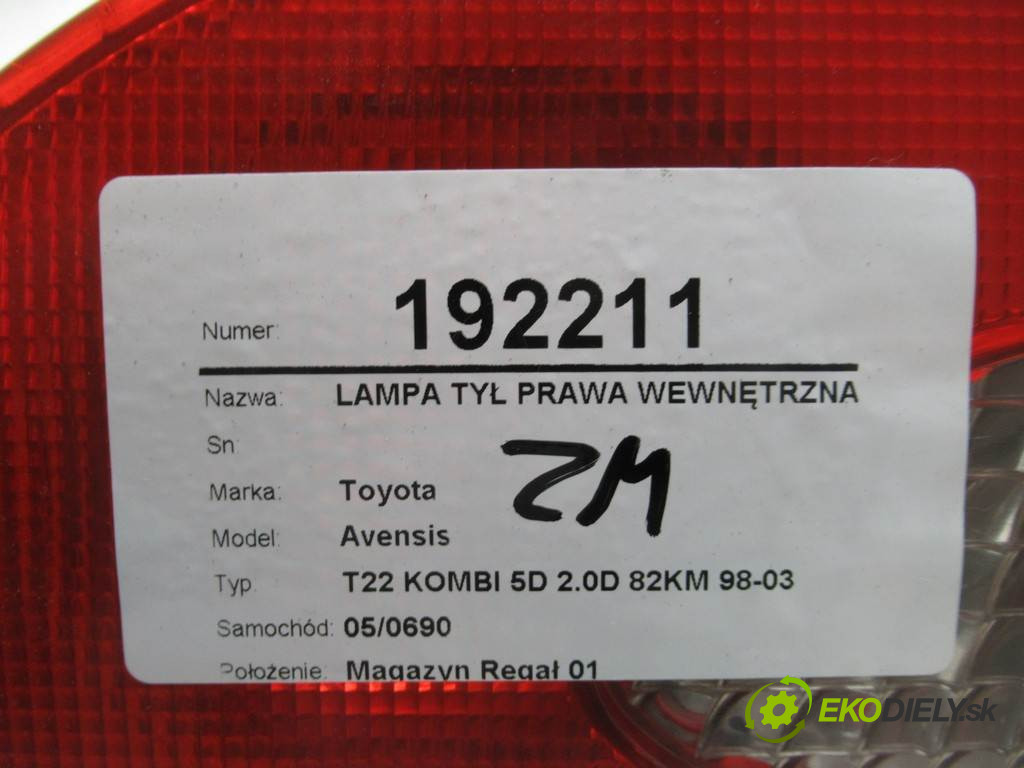 Numer: 192211
Nazwa: LAMPA TYŁ PRAWA WEWNĘTRZNA
Sn
ZM
Marka: Toyota
Model: Avensis
Typ. T22 KOMBI 5D 2.0D 82KM 98-03
Samochód: 05/0690
Położenie: Magazyn Regał 01
EKODIELY.sk